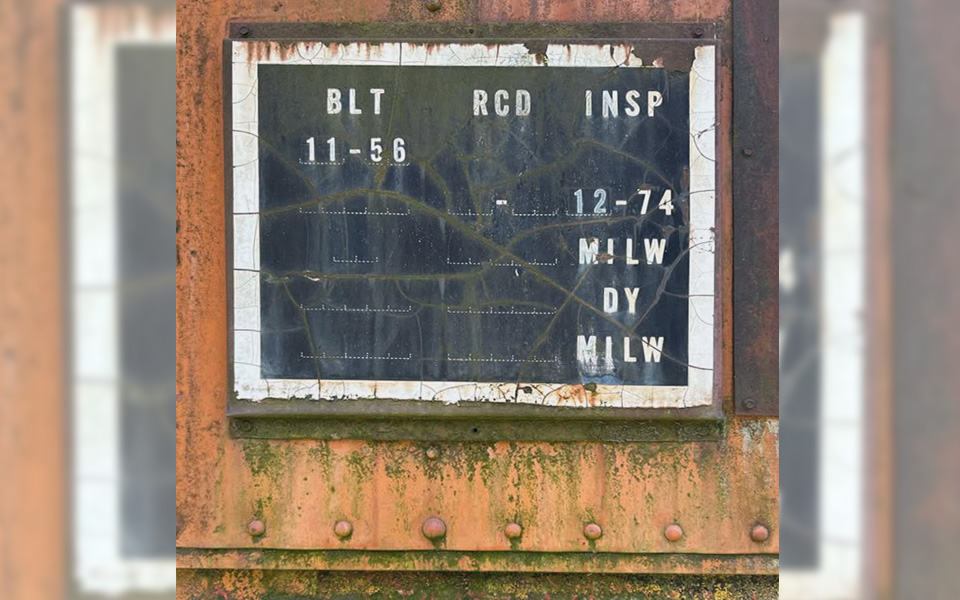 BLT RCD INSP
11-56
- 12-74
MILW
DY
MILW